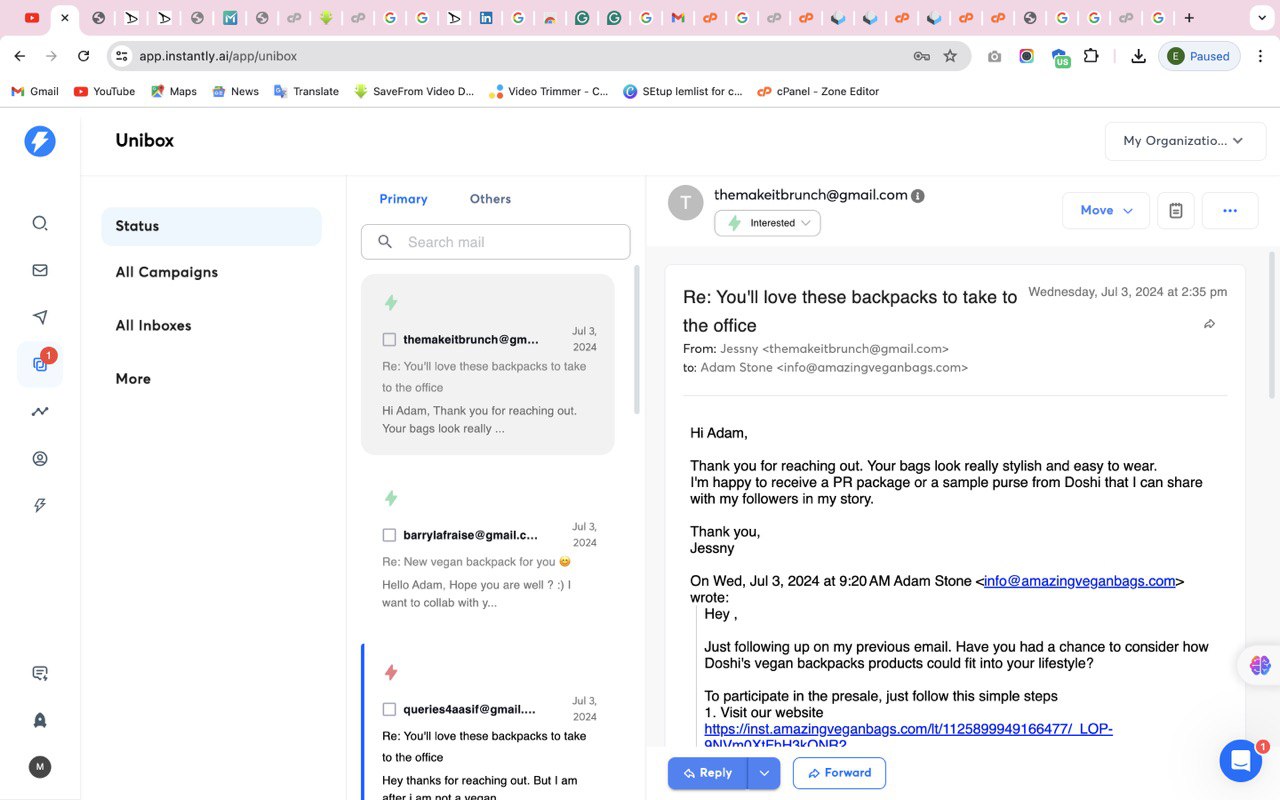 app.instantly.ai/app/unibox
US
E Paused
Gmail
YouTube
Maps
News
Translate
SaveFrom Video D...
Video Trimmer - C...
SEtup lemlist for c...
cPanel - Zone Editor
Unibox
My Organizatio...
1
M
Status
All Campaigns
All Inboxes
More
Primary
Others
Search mail
themakeitbrunch@gm...
Jul 3,
2024
Re: You'll love these backpacks to take
to the office
Hi Adam, Thank you for reaching out.
Your bags look really ...
barrylafraise@gmail.c...
Jul 3,
2024
Re: New vegan backpack for you 😊
Hello Adam, Hope you are well ? :) I
want to collab with y...
queries4aasif@gmail....
Jul 3,
2024
Re: You'll love these backpacks to take
to the office
Hey thanks for reaching out. But I am
after i am not a vegan
T
themakeitbrunch@gmail.com
Interested
Move
Re: You'll love these backpacks to take to
the office
Wednesday, Jul 3, 2024 at 2:35 pm
From: Jessny <themakeitbrunch@gmail.com>
to: Adam Stone <info@amazingveganbags.com>
Hi Adam,
Thank you for reaching out. Your bags look really stylish and easy to wear.
I'm happy to receive a PR package or a sample purse from Doshi that I can share
with my followers in my story.
Thank you,
Jessny
On Wed, Jul 3, 2024 at 9:20 AM Adam Stone <info@amazingveganbags.com>
wrote:
Hey ,
Just following up on my previous email. Have you had a chance to consider how
Doshi's vegan backpacks products could fit into your lifestyle?
To participate in the presale, just follow this simple steps
1. Visit our website
https://inst.amazingveganbags.com/lt/1125899949166477/_LOP-
Reply
Forward
1